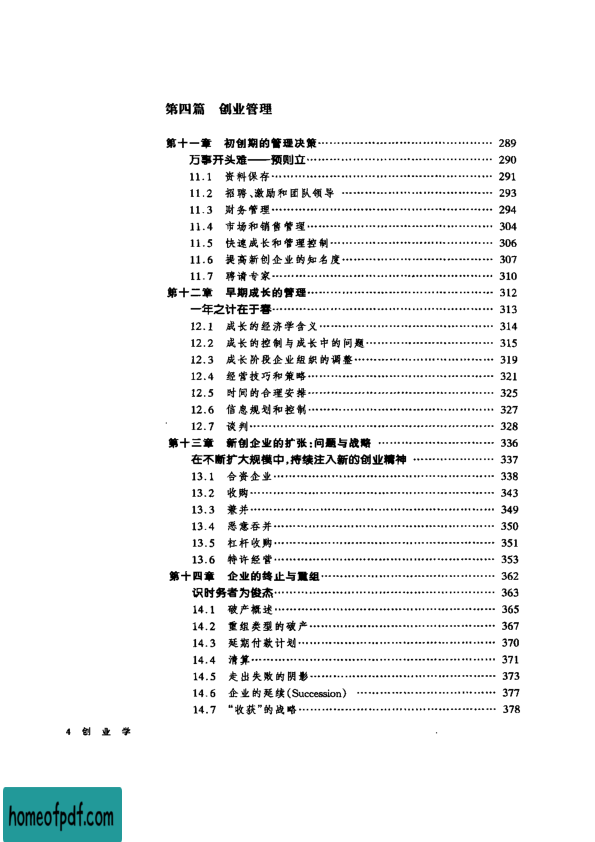 第四篇 创业管理
第十一章 初创期的管理决策……………………………………… 289
万事开头难——预则立……………………………………… 290
11.1 资料保存……………………………………… 291
11.2 招聘、激励和团队领导 ……………………………… 293
11.3 财务管理……………………………………… 294
11.4 市场和销售管理……………………………………… 304
11.5 快速成长和管理控制……………………………… 306
11.6 提高新创企业的知名度……………………………… 307
11.7 聘请专家……………………………………… 310
第十二章 早期成长的管理……………………………………… 312
一年之计在于春……………………………………… 313
12.1 成长的经济学含义……………………………………… 314
12.2 成长的控制与成长中的问题……………………………… 315
12.3 成长阶段企业组织的调整……………………………… 319
12.4 经营技巧和策略……………………………………… 321
12.5 时间的合理安排……………………………………… 325
12.6 信息规划和控制……………………………………… 327
12.7 谈判……………………………………… 328
第十三章 新创企业的扩张:问题与战略 ……………………… 336
在不断扩大规模中,持续注入新的创业精神 ……………… 337
13.1 合资企业……………………………………… 338
13.2 收购……………………………………… 343
13.3 兼并……………………………………… 349
13.4 恶意吞并……………………………………… 350
13.5 杠杆收购……………………………………… 351
13.6 特许经营……………………………………… 353
第十四章 企业的终止与重组……………………………… 362
识时务者为俊杰……………………………………… 363
14.1 破产概述……………………………………… 365
14.2 重组类型的破产……………………………………… 367
14.3 延期付款计划……………………………………… 370
14.4 清算……………………………………… 371
14.5 走出失败的阴影……………………………………… 373
14.6 企业的延续(Succession) ……………………………… 377
14.7 “收获”的战略……………………………………… 378
4 创 业 学
homeofpdf.com